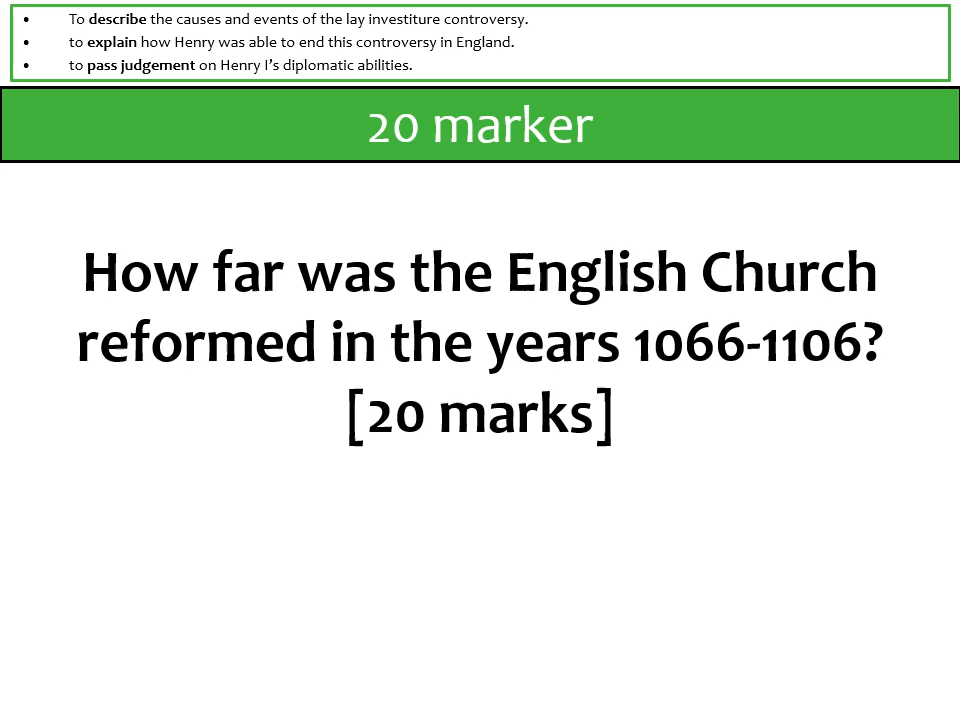 • To describe the causes and events of the lay investiture controversy.
• to explain how Henry was able to end this controversy in England.
• to pass judgement on Henry I’s diplomatic abilities.
20 marker
How far was the English Church
reformed in the years 1066-1106?
[20 marks]